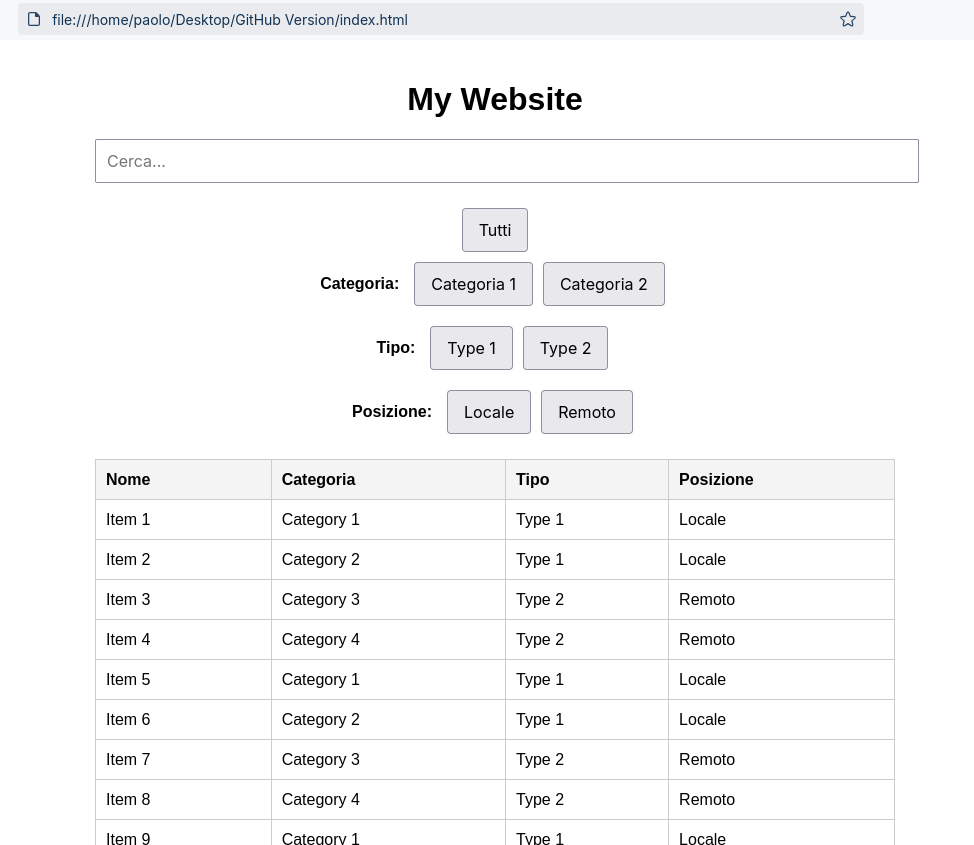 file:///home/paolo/Desktop/GitHub Version/index.html
My Website
Cerca...
Tutti
Categoria: Categoria 1 Categoria 2
Tipo: Type 1 Type 2
Posizione: Locale Remoto
Nome Categoria Tipo Posizione
Item 1 Category 1 Type 1 Locale
Item 2 Category 2 Type 1 Locale
Item 3 Category 3 Type 2 Remoto
Item 4 Category 4 Type 2 Remoto
Item 5 Category 1 Type 1 Locale
Item 6 Category 2 Type 1 Locale
Item 7 Category 3 Type 2 Remoto
Item 8 Category 4 Type 2 Remoto
Item 9 Category 1 Type 1 Locale